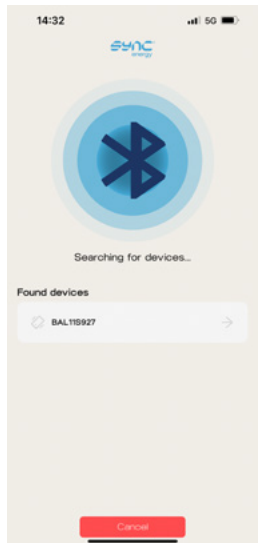 14:32
5G
sync
energy
Searching for devices...
Found devices
BAL11S927
Cancel